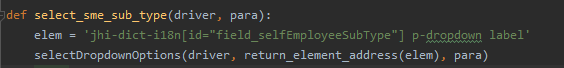 def select_sme_sub_type(driver, para):
    elem = 'jhi-dict-i18n[id="field_selfEmployeeSubType"] p-dropdown label'
    selectDropdownOptions(driver, return_element_address(elem), para)